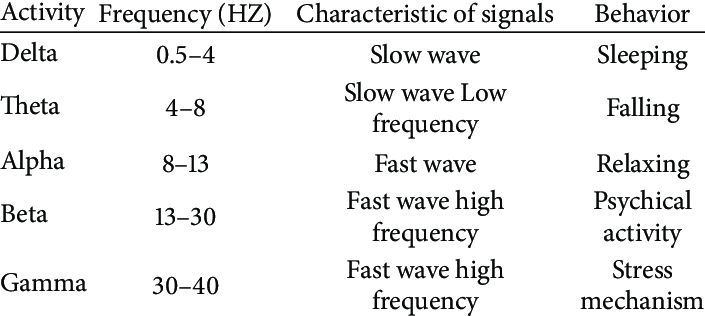 Activity Frequency (HZ) Characteristic of signals Behavior
Delta 0.5–4 Slow wave Sleeping
Theta 4–8 Slow wave Low frequency Falling
Alpha 8–13 Fast wave Relaxing
Beta 13–30 Fast wave high frequency Psychical activity
Gamma 30–40 Fast wave high frequency Stress mechanism